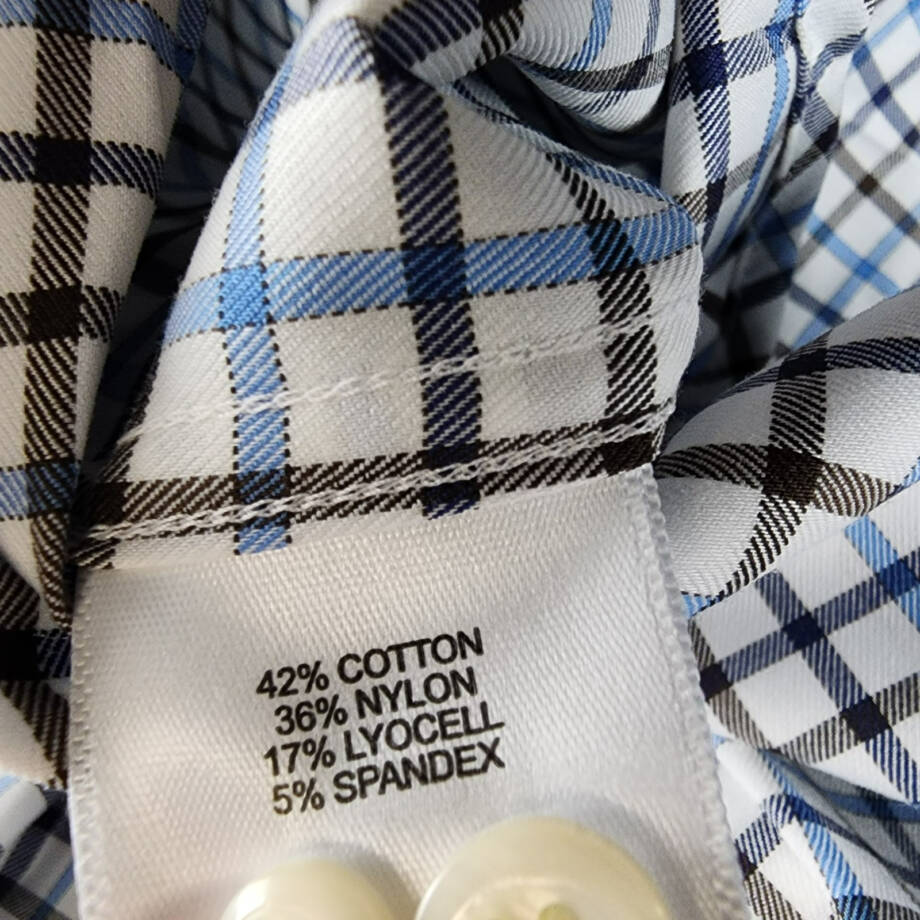 42% COTTON
36% NYLON
17% LYOCELL
5% SPANDEX